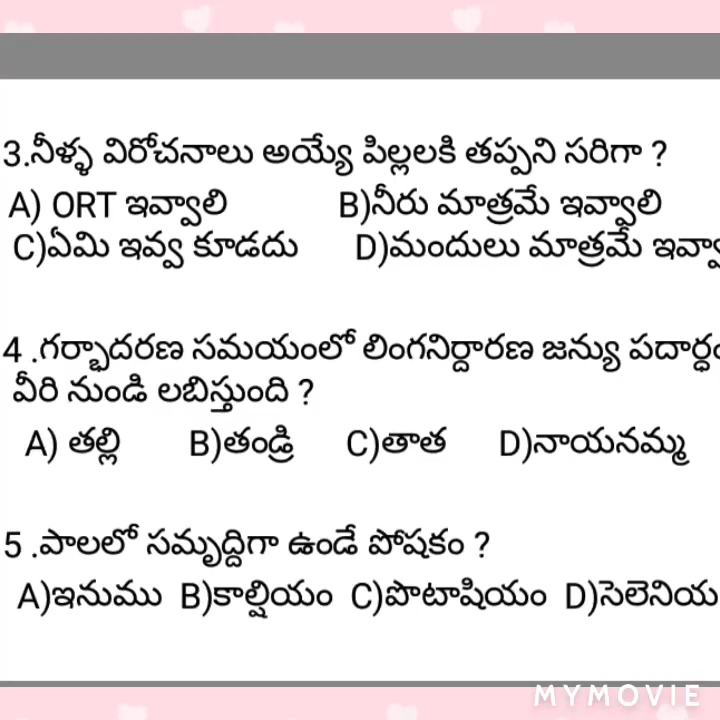 3.నీళ్ళ విరోచనాలు అయ్యే పిల్లలకి తప్పని సరిగా ?
A) ORT ఇవ్వాలి B)నీరు మాత్రమే ఇవ్వాలి
C)ఏమి ఇవ్వ కూడదు D)మందులు మాత్రమే
4 .గర్భాదరణ సమయంలో లింగనిర్దారణ జన్యు
వీరి నుండి లబిస్తుంది ?
A) తల్లి B)తండ్రి C)తాత D)నాయనమ్మ
5 .పాలలో సమృద్దిగా ఉండే పోషకం ?
A)ఇనుము B)కాల్షియం C)పొటాషియం
MYMOVIE